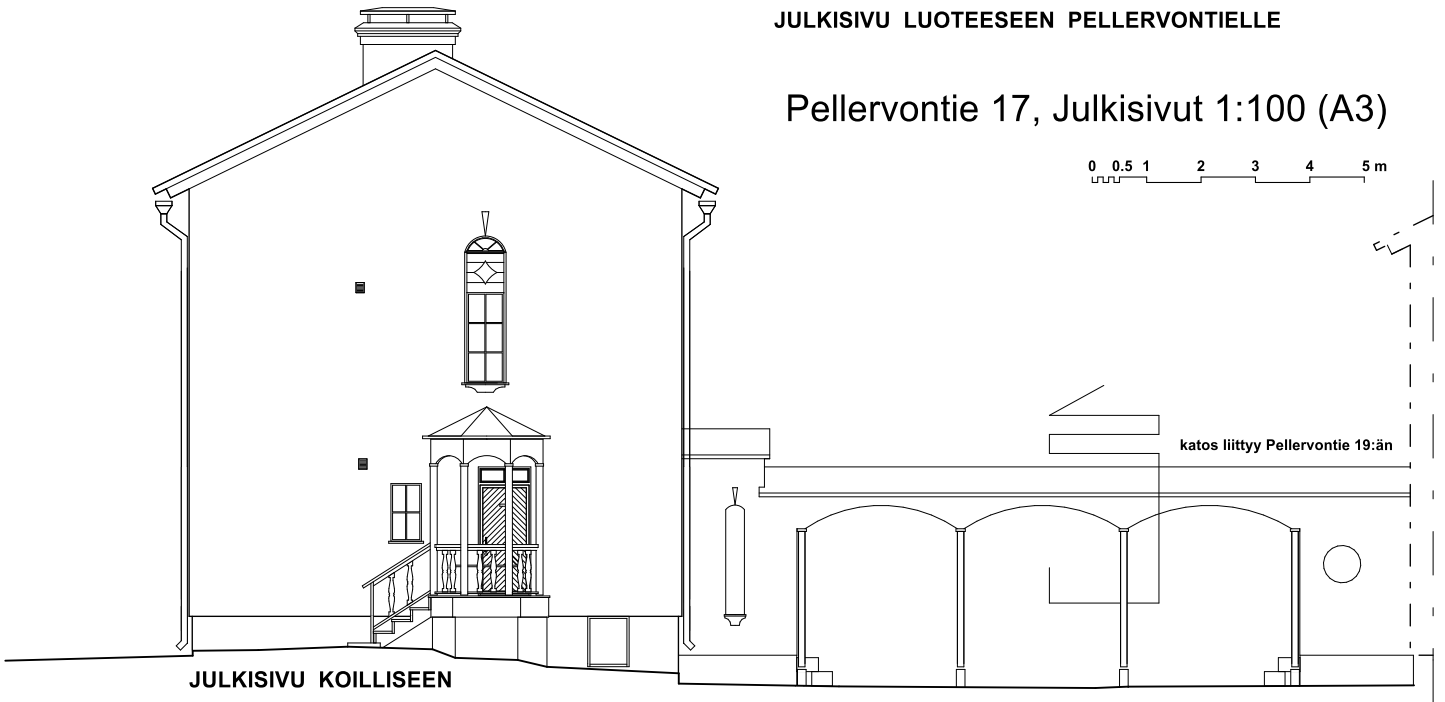 JULKISIVU LUOTEESEEN PELLERVONTIELLE
Pellervontie 17, Julkisivut 1:100 (A3)
0 0.5 1 2 3 4 5 m
katos liittyy Pellervontie 19:än
JULKISIVU KOILLISEEN